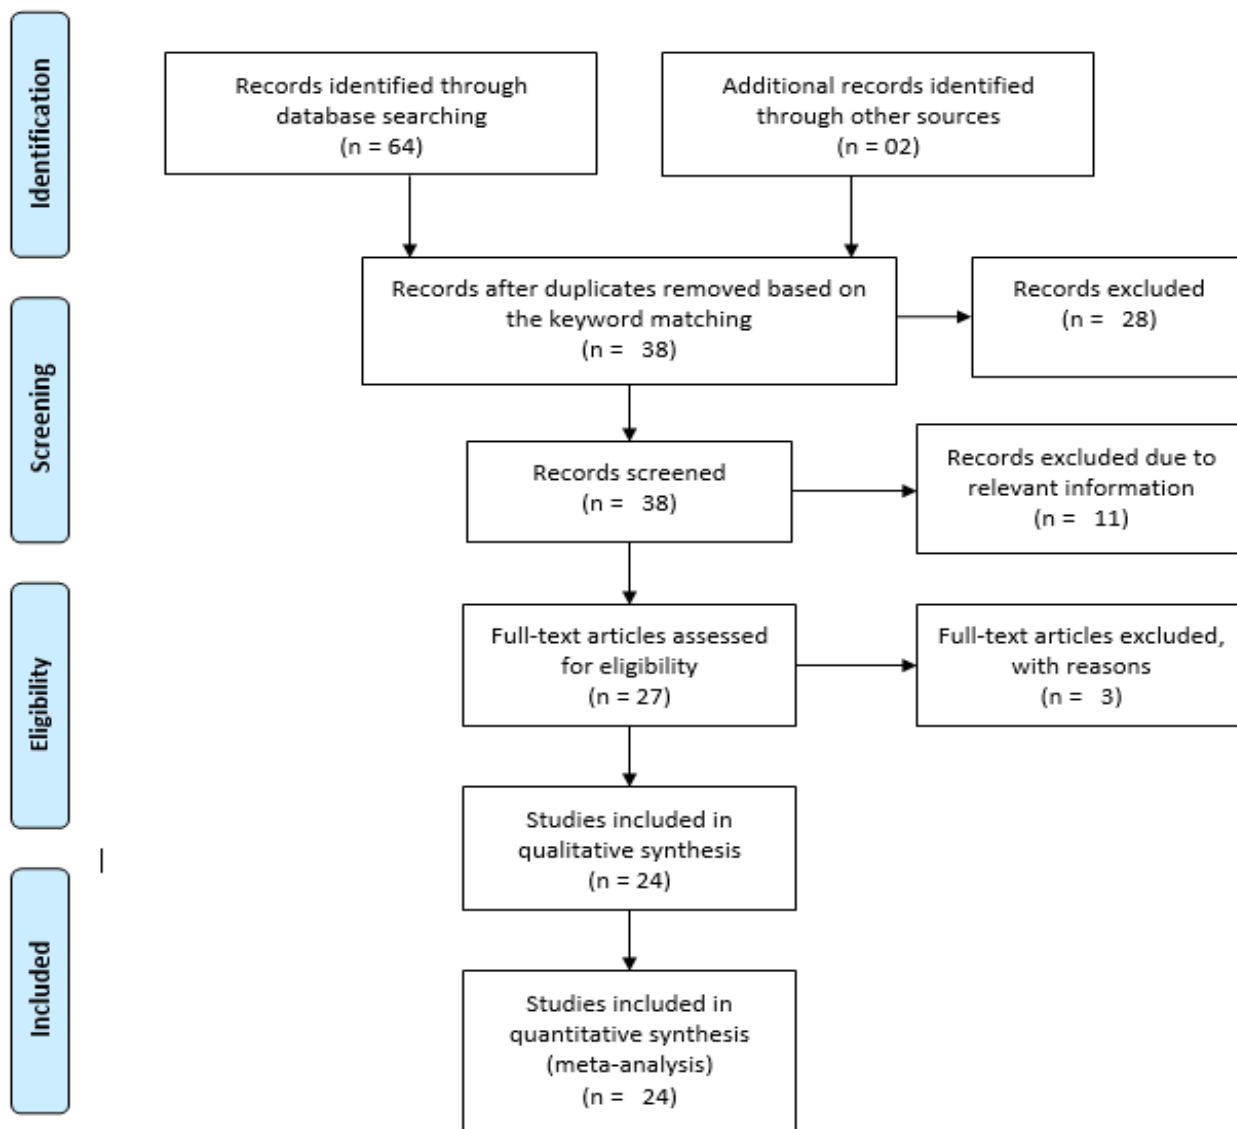 Identification
Records identified through
database searching
(n = 64)
Additional records identified
through other sources
(n = 02)
Records after duplicates removed based on
the keyword matching
(n = 38)
Records excluded
(n = 28)
Screening
Records screened
(n = 38)
Records excluded due to
relevant information
(n = 11)
Eligibility
Full-text articles assessed
for eligibility
(n = 27)
Full-text articles excluded,
with reasons
(n = 3)
Studies included in
qualitative synthesis
(n = 24)
Included
Studies included in
quantitative synthesis
(meta-analysis)
(n = 24)